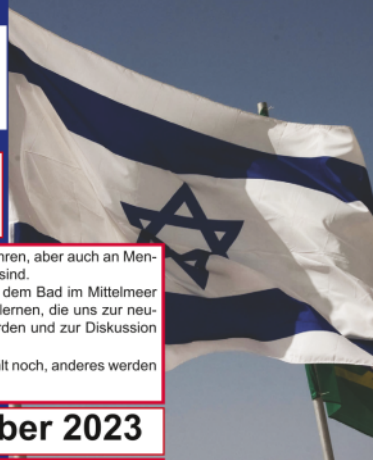 hren, aber auch an Men-
sind.
dem Bad im Mittelmeer
lernen, die uns zur neu-
rden und zur Diskussion
lt noch, anderes werden
ber 2023